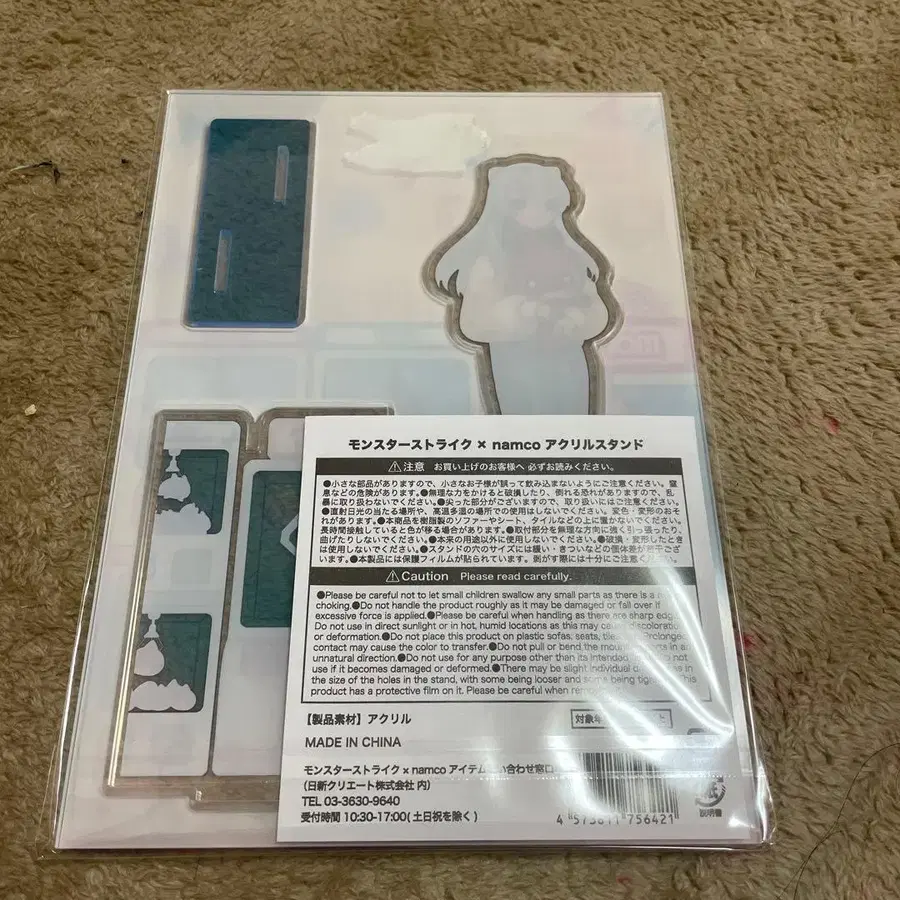 モンスターストライク × namco アクリルスタンド
⚠注意 お買い上げのお客様へ 必ずお読みください。
●小さな部品がありますので、小さなお子様が誤って飲み込まないようにご注意ください。窒
息などの危険があります。●無理な力をかけると破損したり、倒れる恐れがありますので、乱
暴に取り扱わないでください。●尖った部分がございますので、取り扱いにはご注意ください。
●直射日光の当たる場所や、高温多湿の場所での使用はしないでください。変色・変形のおそ
れがあります。●本商品を樹脂製のソファーやシート、タイルなどの上に置かないでください。
長時間接触していると色が移る場合があります。●取付部分を無理な方向に強く引っ張ったり、
曲げたりしないでください。●本来の用途以外に使用しないでください。●破損・変形したときは
使用しないでください。●スタンドの穴のサイズには緩い・きついなどの個体差が若干ござ
います。●本製品には保護フィルムが貼られています。剥がす際には十分にご注意ください。
⚠Caution Please read carefully.
●Please be careful not to let small children swallow any small parts as there is a
choking.●Do not handle the product roughly as it may be damaged or fall over if
excessive force is applied.●Please be careful when handling as there are sharp edge
Do not use in direct sunlight or in hot, humid locations as this may cause discoloration
or deformation.●Do not place this product on plastic sofas, seats, tiles Prolonged
contact may cause the color to transfer.●Do not pull or bend the mounting parts in an
unnatural direction.●Do not use for any purpose other then its intended not
use if it becomes damaged or deformed.●There may be slight individual differences in
the size of the holes in the stand, with some being looser and some being tighter. This
product has a protective film on it. Please be careful when
【製品素材】アクリル
対象年
MADE IN CHINA
モンスターストライク × namco アイテム 合わせ窓口
(日新クリエート株式会社 内)
TEL 03-3630-9640
受付時間 10:30-17:00( 土日祝を除く )
4 573611 756421
説明書